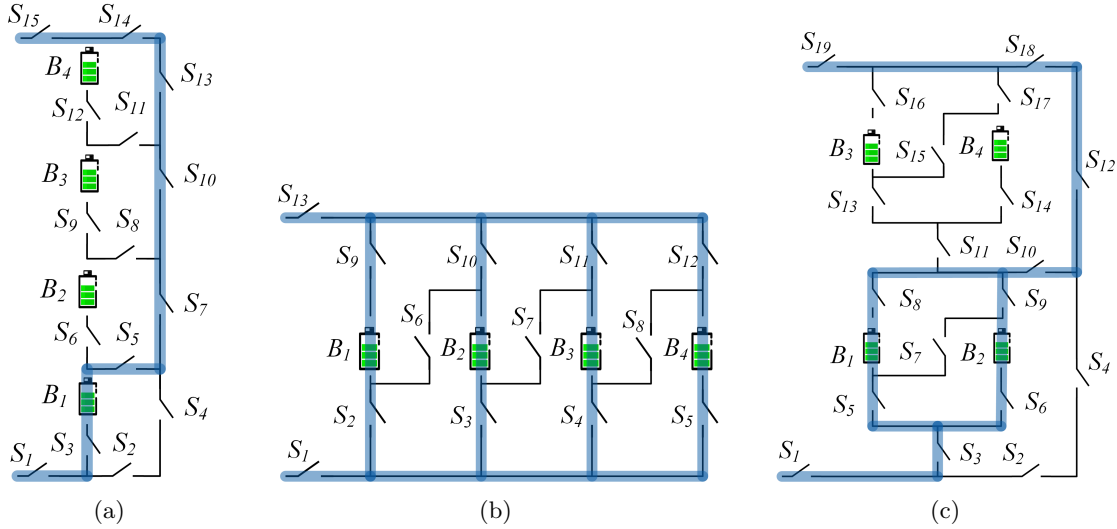 S15 S14
B4 S13
S12 S11
B3 S10
S9 S8
B2 S7
S6 S5
B1 S4
S1 S3 S2
(a)
S13
S9 S10 S11 S12
S6 S7 S8
B1 B2 B3 B4
S2 S3 S4 S5
S1
(b)
S19 S18
S16 S17
B3 S15 B4 S12
S13 S14
S11 S10
S8 S9
B1 S7 B2 S4
S5 S6
S1 S3 S2
(c)